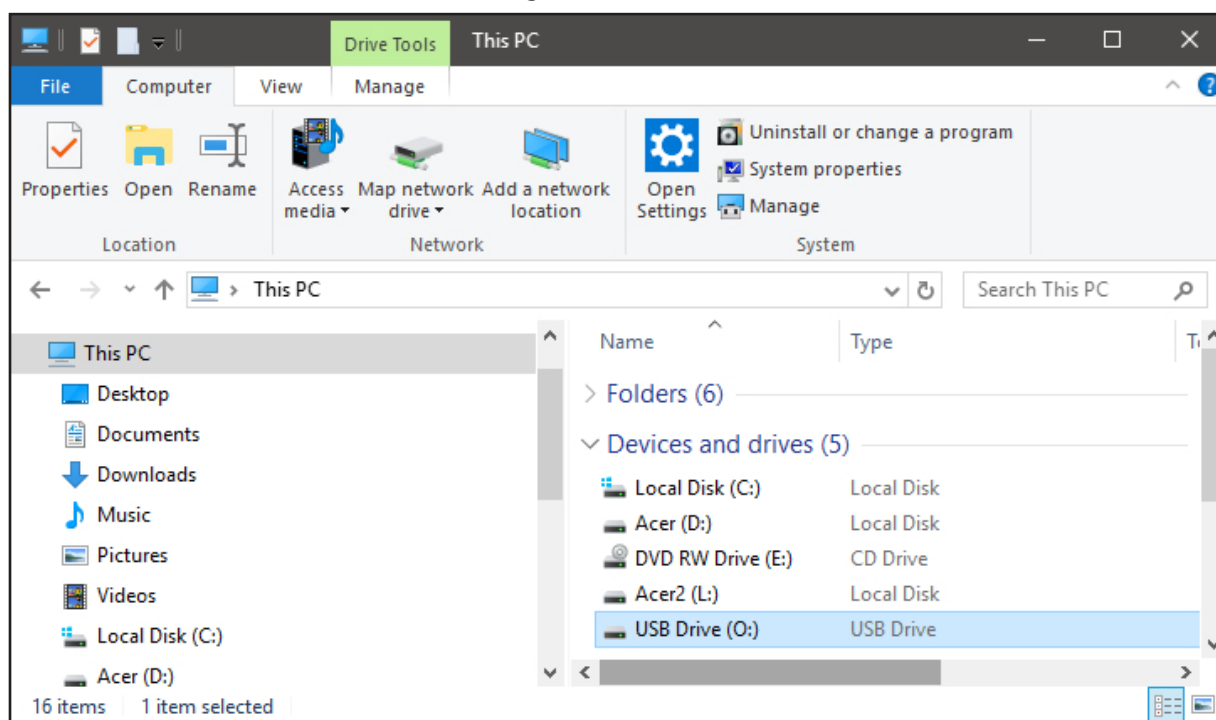 Drive Tools This PC
File Computer View Manage
Properties Open Rename Access media Map network drive Add a network location Open Settings Uninstall or change a program
System properties
Manage
Location Network System
This PC Search This PC
This PC
Desktop
Documents
Downloads
Music
Pictures
Videos
Local Disk (C:)
Acer (D:)
Name Type
Folders (6)
Devices and drives (5)
Local Disk (C:) Local Disk
Acer (D:) Local Disk
DVD RW Drive (E:) CD Drive
Acer2 (L:) Local Disk
USB Drive (O:) USB Drive
16 items 1 item selected